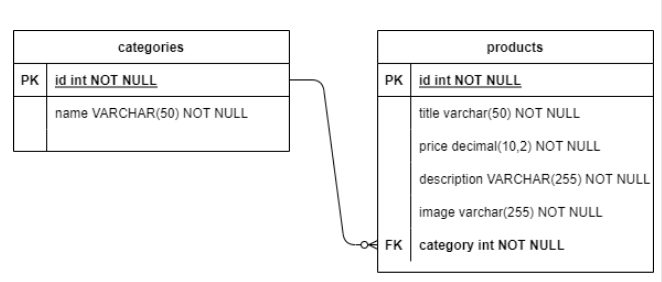 categories
PK id int NOT NULL
name VARCHAR(50) NOT NULL
products
PK id int NOT NULL
title varchar(50) NOT NULL
price decimal(10,2) NOT NULL
description VARCHAR(255) NOT NULL
image varchar(255) NOT NULL
FK category int NOT NULL